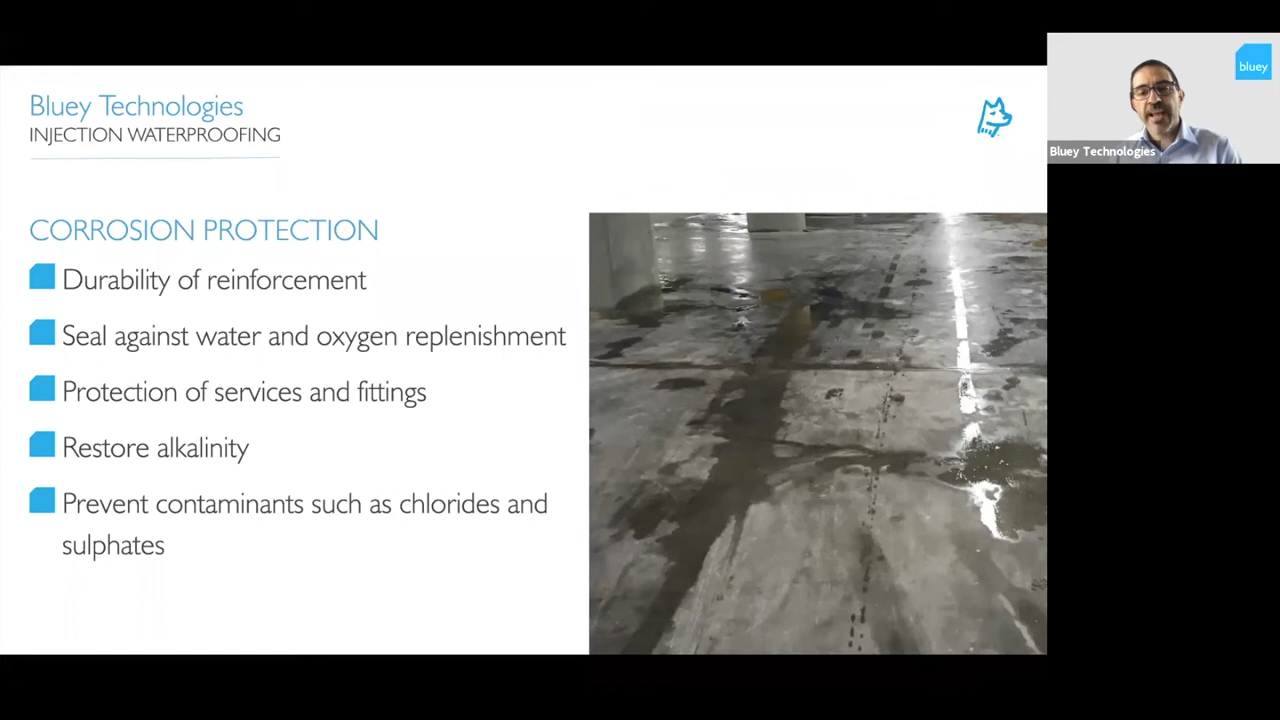 Bluey Technologies
INJECTION WATERPROOFING
CORROSION PROTECTION
Durability of reinforcement
Seal against water and oxygen replenishment
Protection of services and fittings
Restore alkalinity
Prevent contaminants such as chlorides and
sulphates
bluey
Bluey Technologies